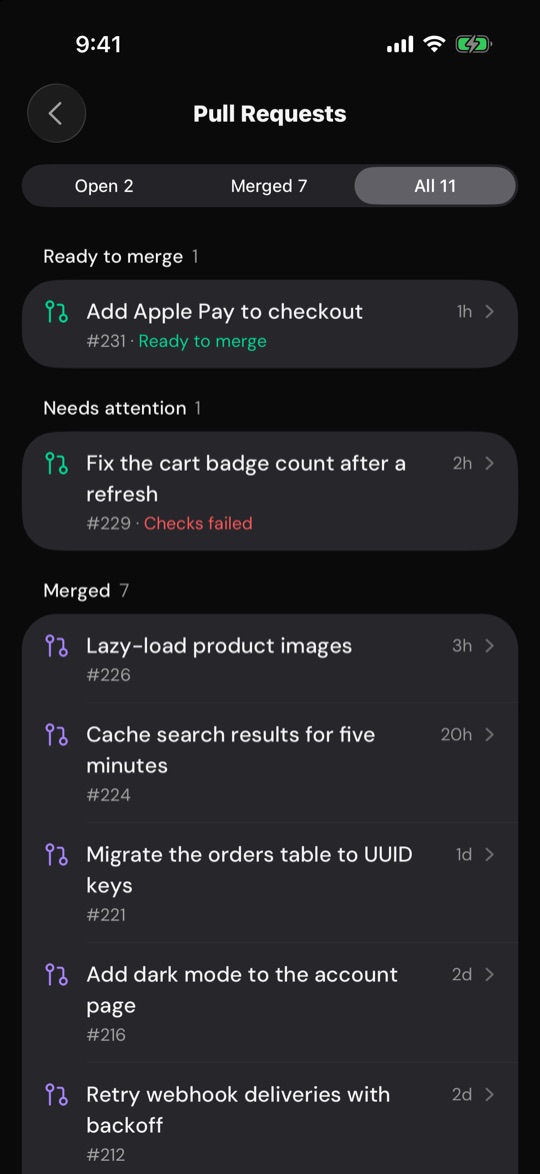 9:41
Pull Requests
Open 2
Merged 7
All 11
Ready to merge 1
Add Apple Pay to checkout 1h
#231 · Ready to merge
Needs attention 1
Fix the cart badge count after a 2h
refresh
#229 · Checks failed
Merged 7
Lazy-load product images 3h
#226
Cache search results for five 20h
minutes
#224
Migrate the orders table to UUID 1d
keys
#221
Add dark mode to the account 2d
page
#216
Retry webhook deliveries with 2d
backoff
#212